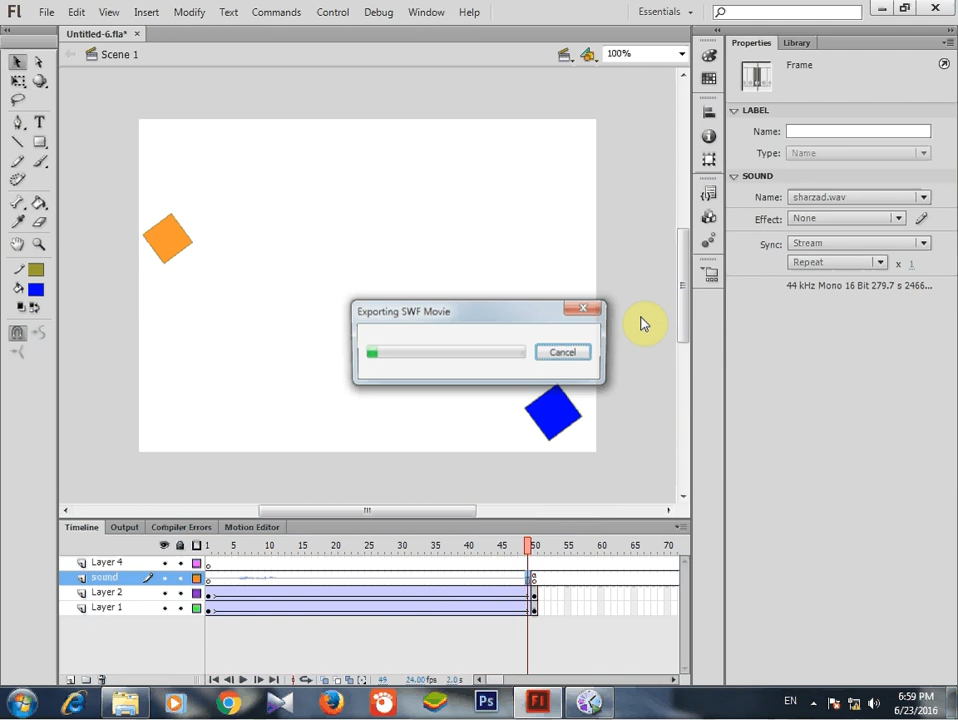 Fl File Edit View Insert Modify Text Commands Control Debug Window Help Essentials
Untitled-6.fla* ×
Scene 1
100%
Properties Library
Frame
LABEL
Name:
Type: Name
SOUND
Name: sharzad.wav
Effect: None
Sync: Stream
Repeat x 1
44 kHz Mono 16 Bit 279.7 s 2466...
Exporting SWF Movie
Cancel
Timeline Output Compiler Errors Motion Editor
1 5 10 15 20 25 30 35 40 45 50 55 60 65 70
Layer 4
sound
Layer 2
Layer 1
49 24.00 fps 2.0 s
Ps Fl
EN
6:59 PM
6/23/2016